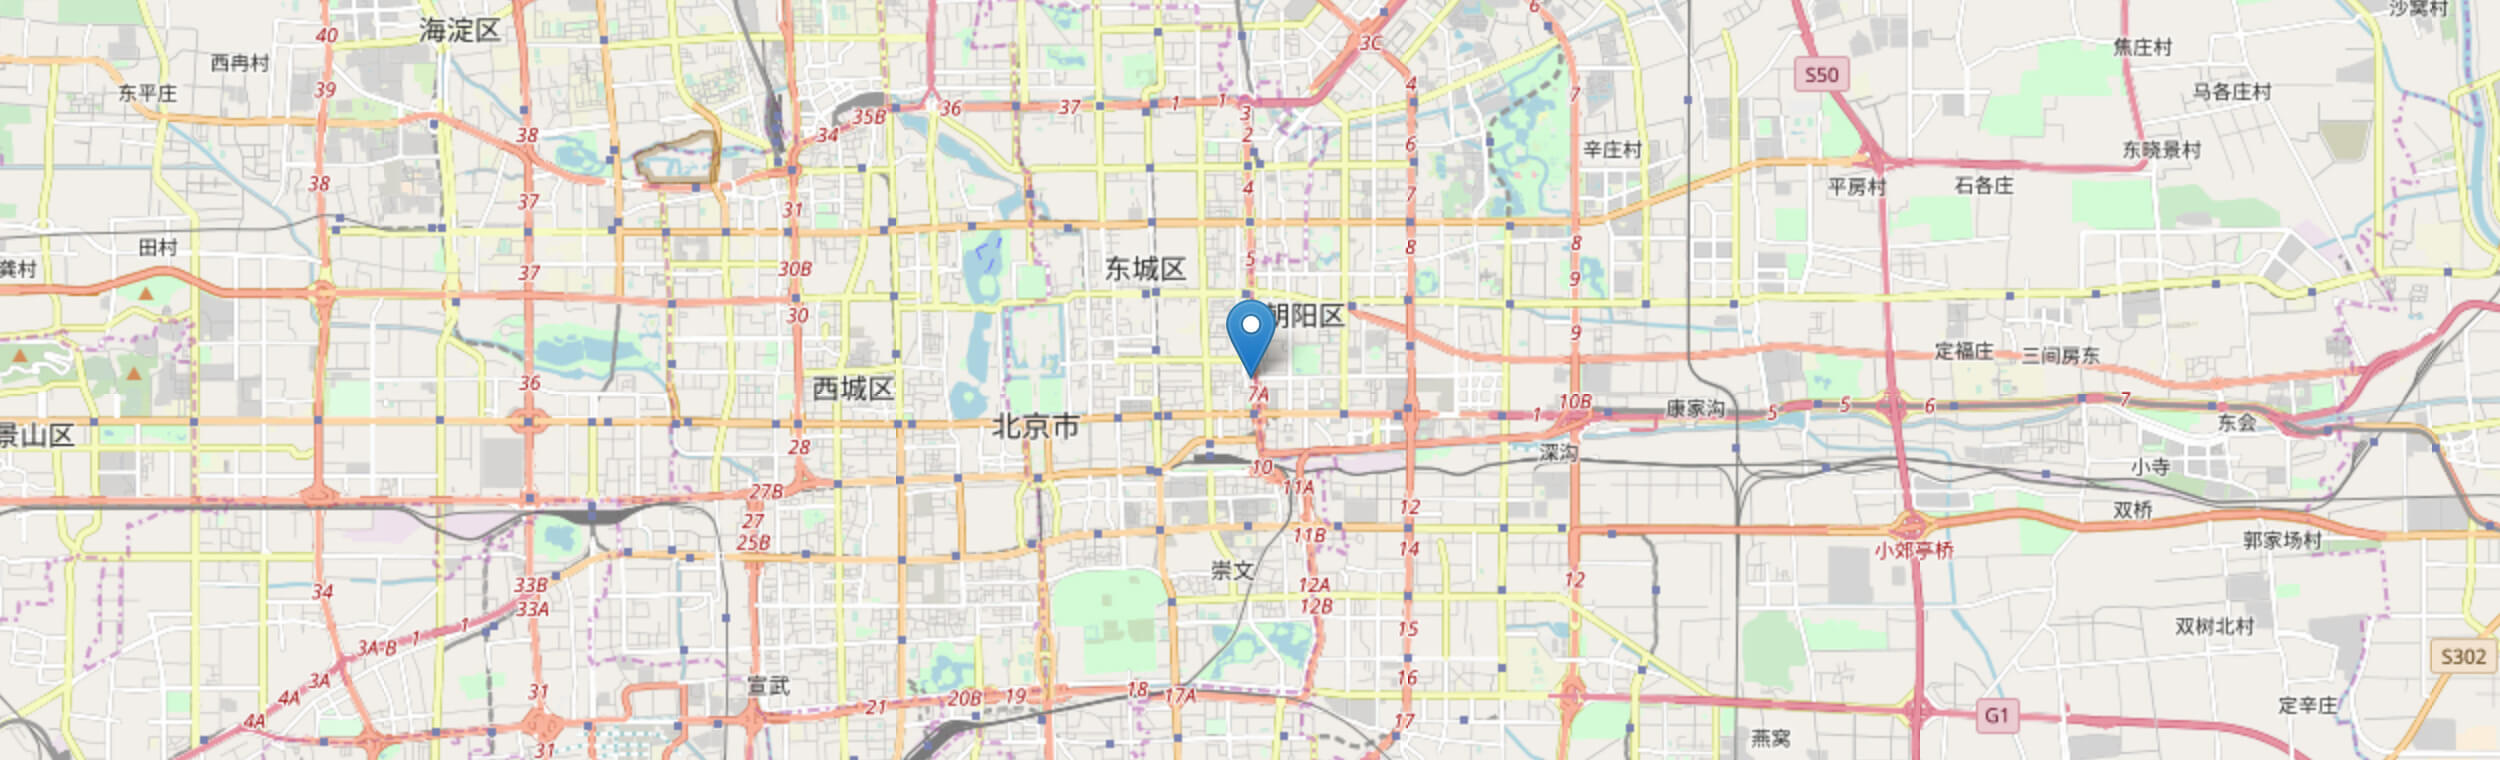 沙窝村
6
海淀区
40
3C
焦庄村
西冉村
S50
39
4
马各庄村
东平庄
7
36
37
1
1
35B
3
34
38
2
6
辛庄村
东晓景村
38
4
7
平房村
石各庄
37
31
田村
8
8
龚村
37
30B
东城区
5
9
30
朝阳区
9
定福庄
三间房东
36
西城区
7A
10B
康家沟
5
5
6
7
北京市
1
景山区
28
东会
深沟
10
小寺
27B
11A
27
12
双桥
25B
11B
14
小郊亭桥
郭家场村
崇文
34
33B
12A
12
33A
12B
1
1
15
双树北村
3A-B
S302
3A
宣武
16
4A
31
20B
19
18
17A
21
定辛庄
4A
17
G1
31
燕窝